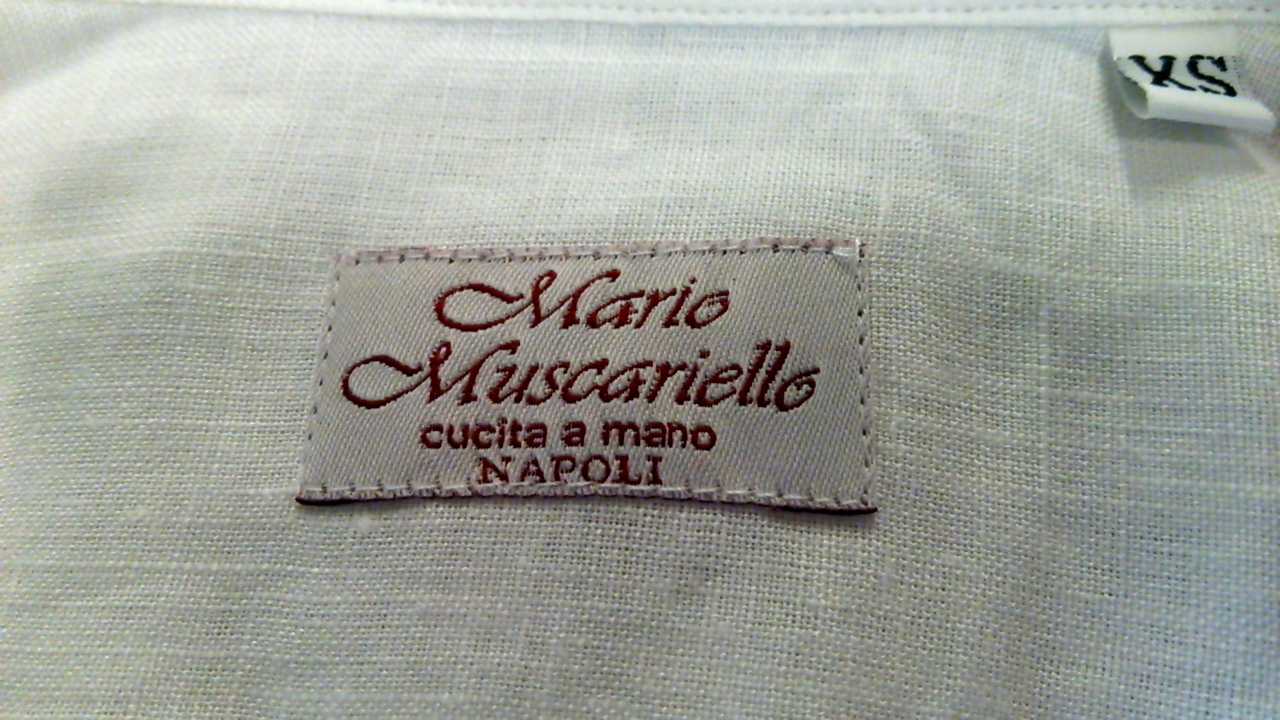 XS
Mario
Muscariello
cucita a mano
NAPOLI